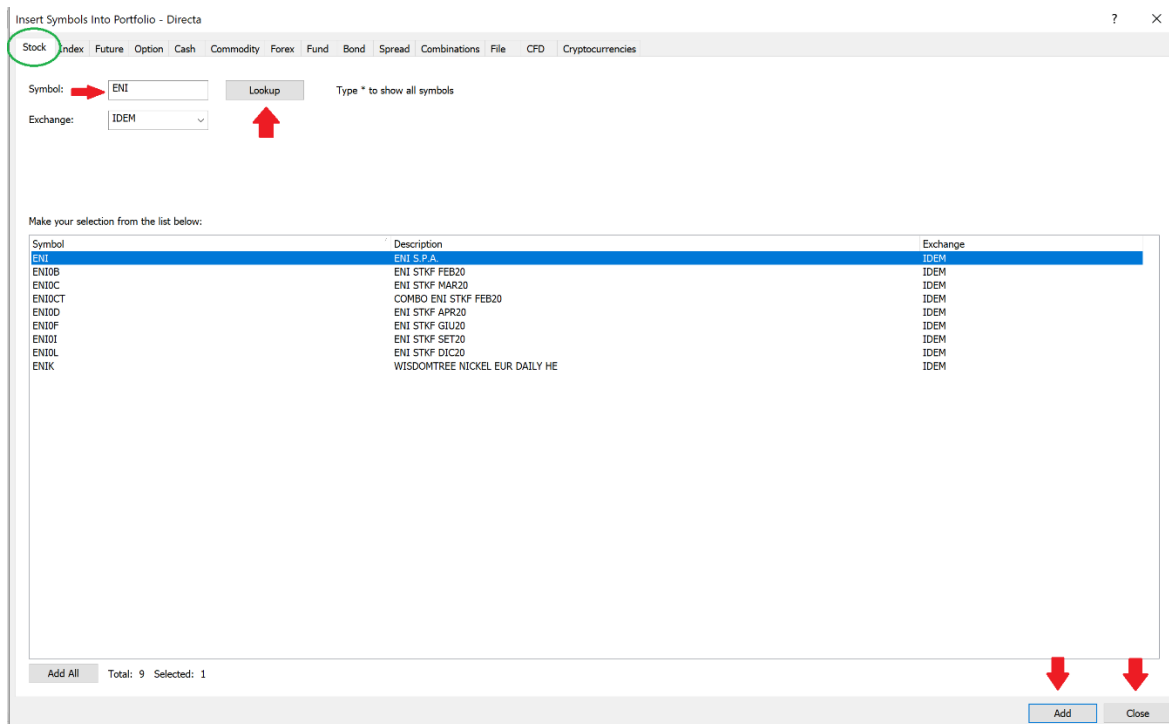 Insert Symbols Into Portfolio - Directa ? ×
Stock Index Future Option Cash Commodity Forex Fund Bond Spread Combinations File CFD Cryptocurrencies
Symbol: ENI Lookup Type * to show all symbols
Exchange: IDEM
Make your selection from the list below:
Symbol Description Exchange
ENI ENI S.P.A. IDEM
ENI0B ENI STKF FEB20 IDEM
ENI0C ENI STKF MAR20 IDEM
ENI0CT COMBO ENI STKF FEB20 IDEM
ENI0D ENI STKF APR20 IDEM
ENI0F ENI STKF GIU20 IDEM
ENI0I ENI STKF SET20 IDEM
ENI0L ENI STKF DIC20 IDEM
ENIK WISDOMTREE NICKEL EUR DAILY HE IDEM
Add All Total: 9 Selected: 1
Add Close